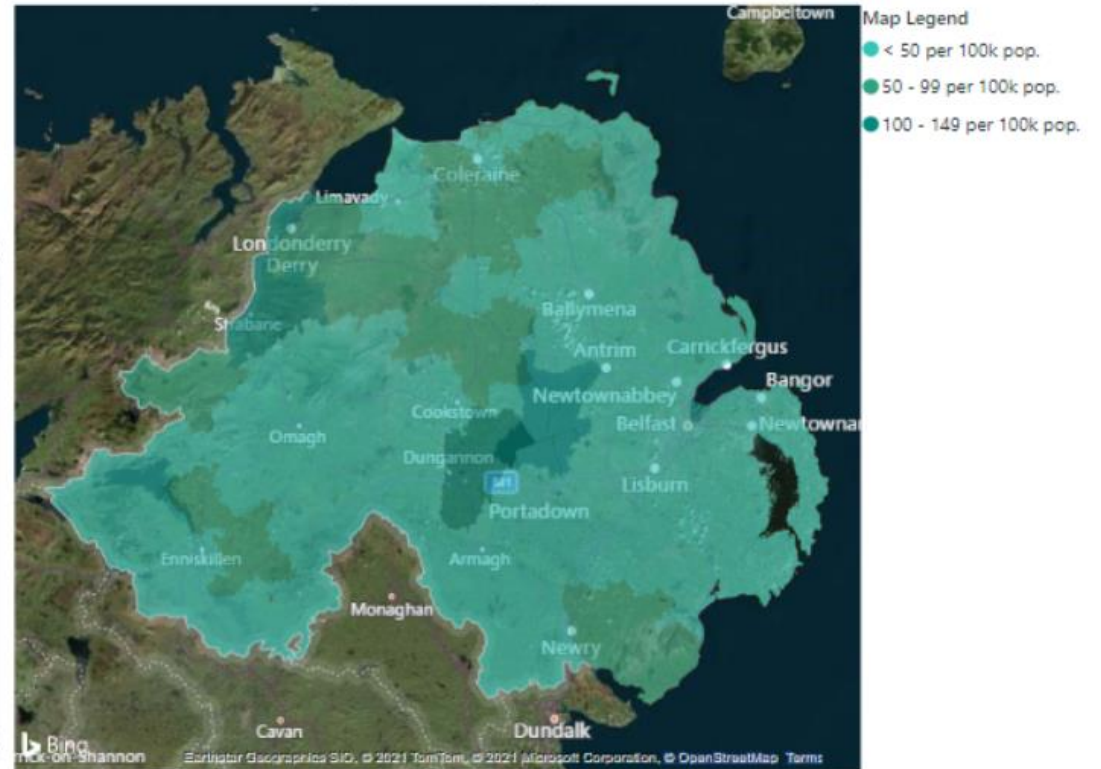 Campbeltown
Map Legend
< 50 per 100k pop.
50 - 99 per 100k pop.
100 - 149 per 100k pop.
Coleraine
Limavady
Londonderry
Derry
Strabane
Ballymena
Antrim
Carrickfergus
Bangor
Newtownabbey
Cookstown
Belfast
Newtownar
Omagh
Dungannon
Lisburn
M1
Portadown
Enniskillen
Armagh
Monaghan
Newry
Cavan
Dundalk
Bing
rrick-on-Shannon
Earthstar Geographics SIO, © 2021 TomTom, © 2021 Microsoft Corporation, © OpenStreetMap Terms